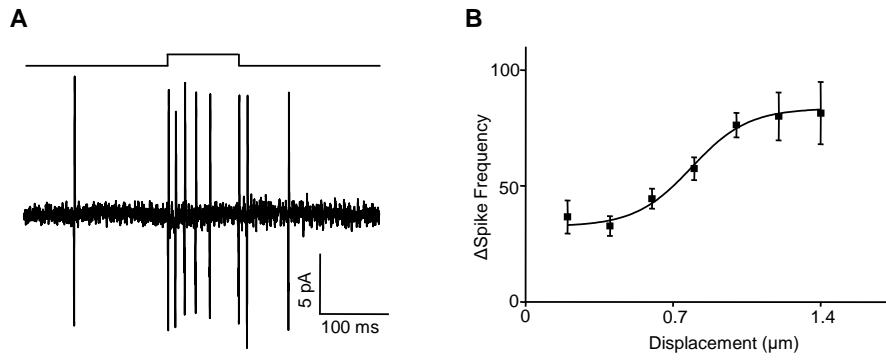 A
5 pA
100 ms
B
ΔSpike Frequency
100
50
0
0
0.7
1.4
Displacement (μm)